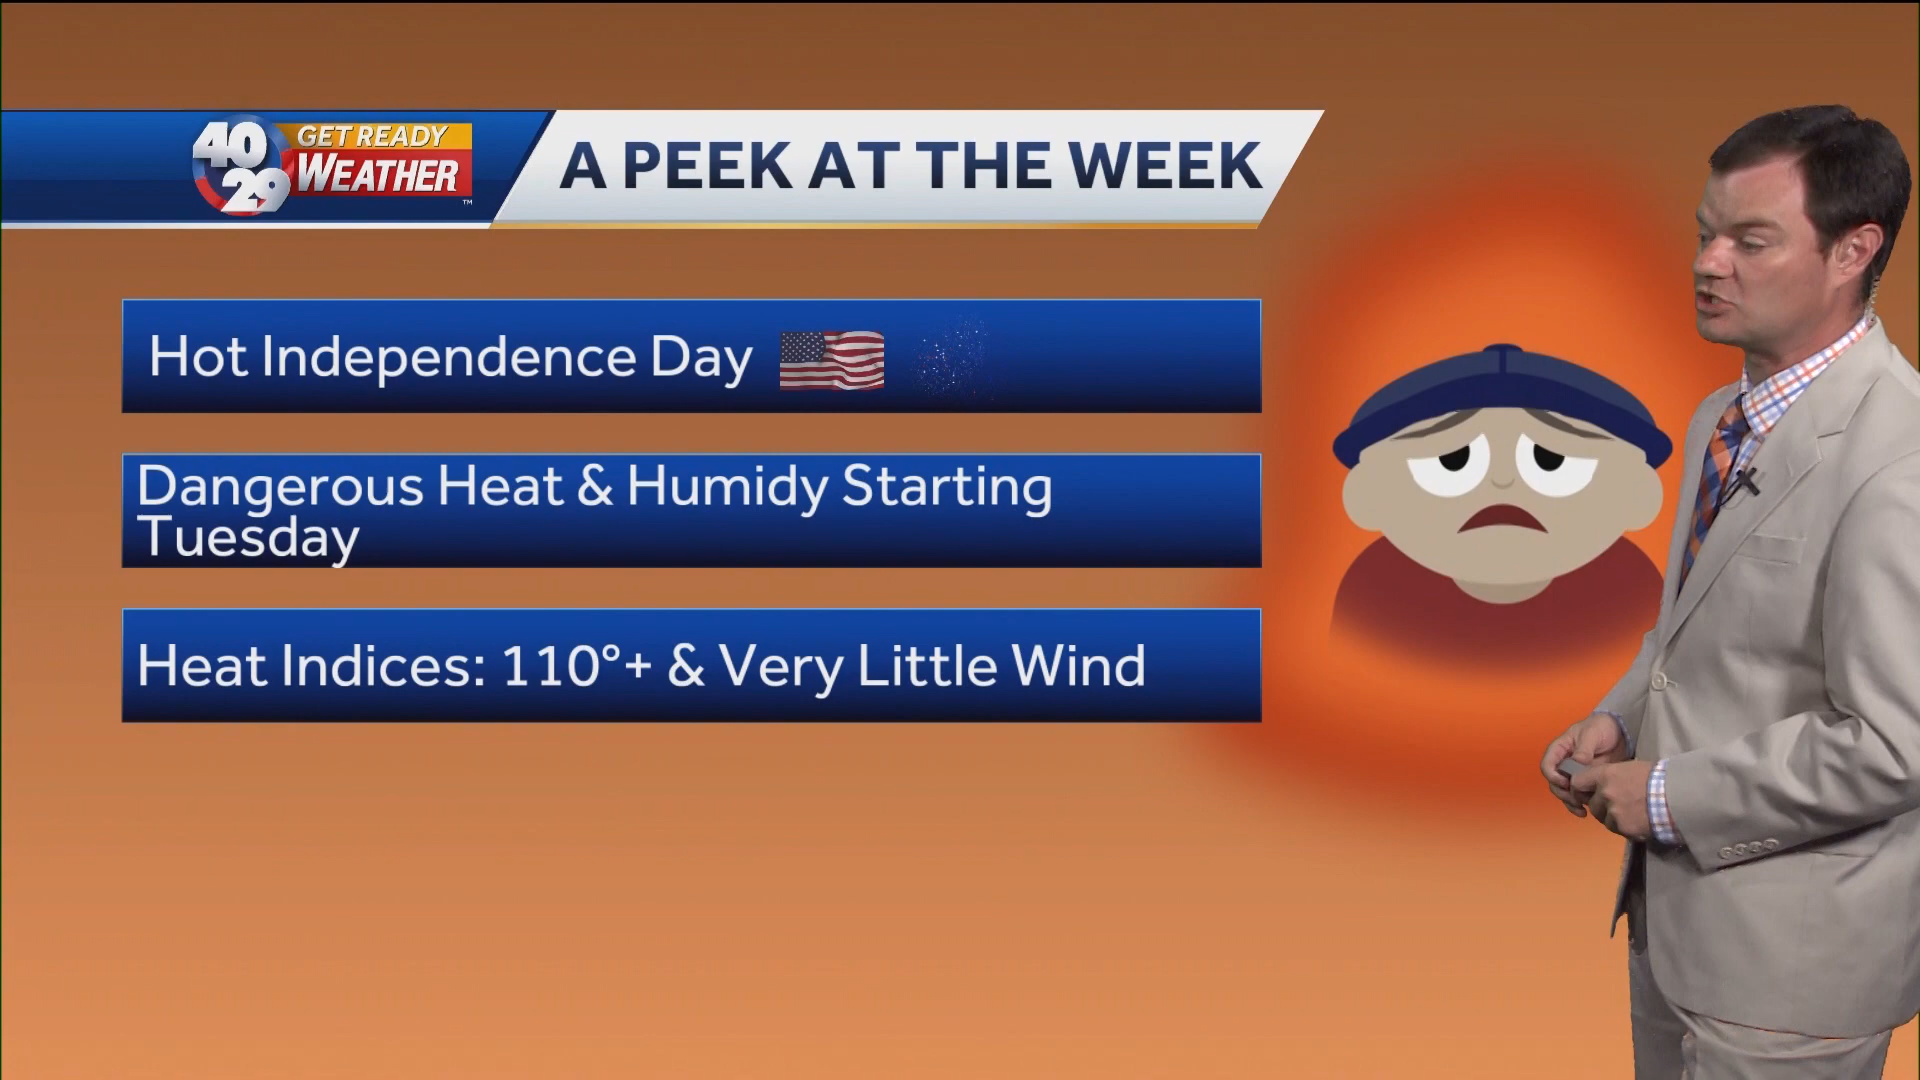 40
29
GET READY
WEATHER™
A PEEK AT THE WEEK
Hot Independence Day
Dangerous Heat & Humidy Starting
Tuesday
Heat Indices: 110°+ & Very Little Wind